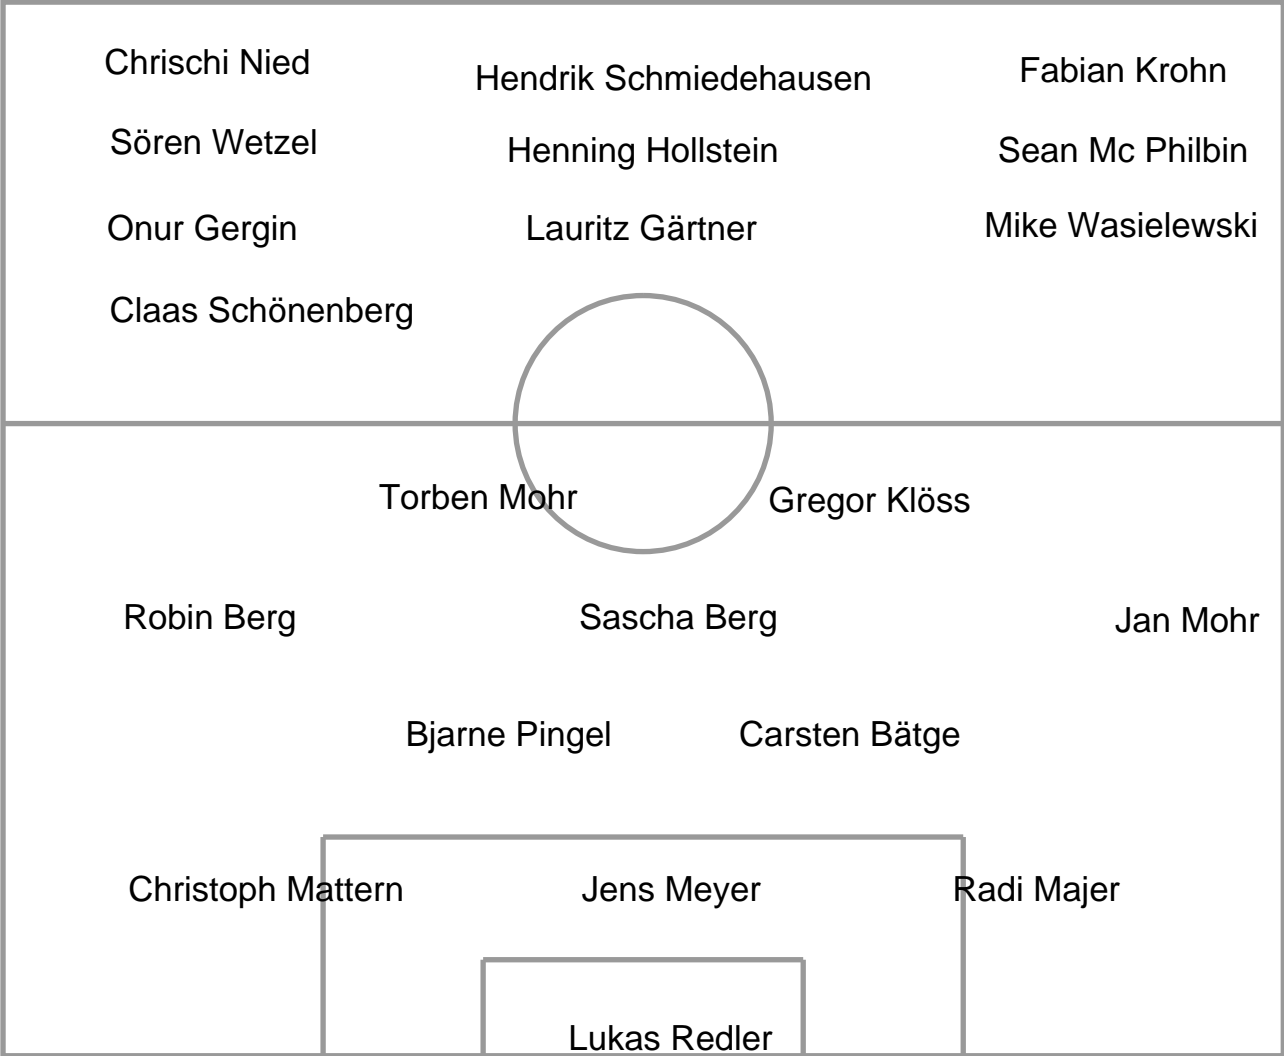 Chrischi Nied
Hendrik Schmiedehausen
Fabian Krohn
Sören Wetzel
Henning Hollstein
Sean Mc Philbin
Onur Gergin
Lauritz Gärtner
Mike Wasielewski
Claas Schönenberg
Torben Mohr
Gregor Klöss
Robin Berg
Sascha Berg
Jan Mohr
Bjarne Pingel
Carsten Bätge
Christoph Mattern
Jens Meyer
Radi Majer
Lukas Redler